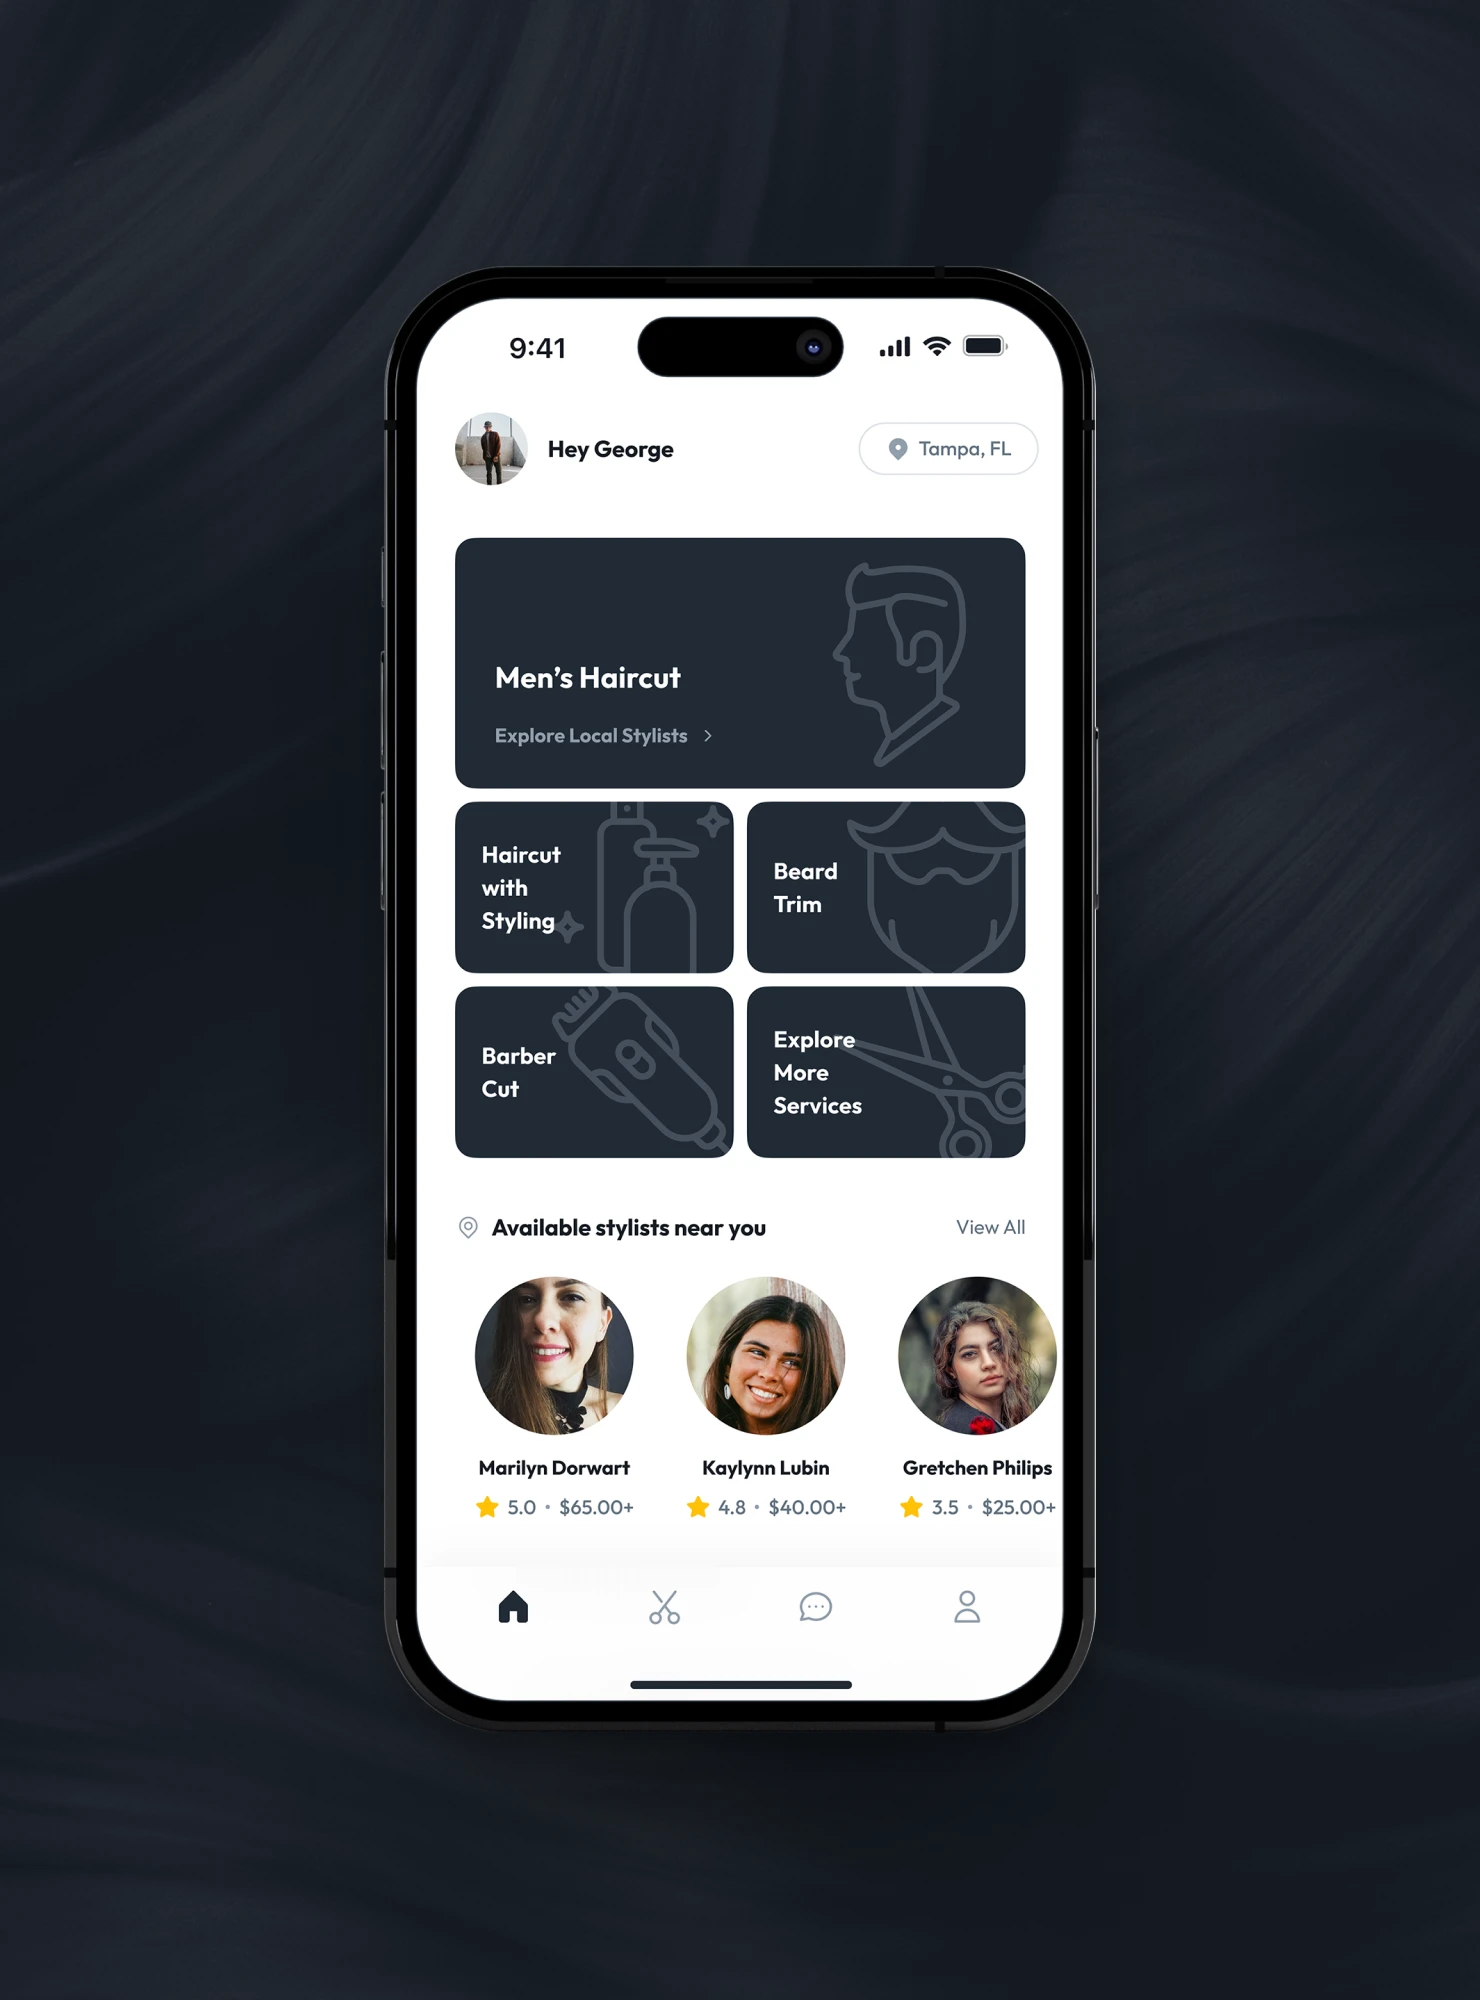 9:41
Hey George
Tampa, FL
Men’s Haircut
Explore Local Stylists
Haircut
with
Styling
Beard
Trim
Barber
Cut
Explore
More
Services
Available stylists near you
View All
Marilyn Dorwart
5.0 • $65.00+
Kaylynn Lubin
4.8 • $40.00+
Gretchen Philips
3.5 • $25.00+